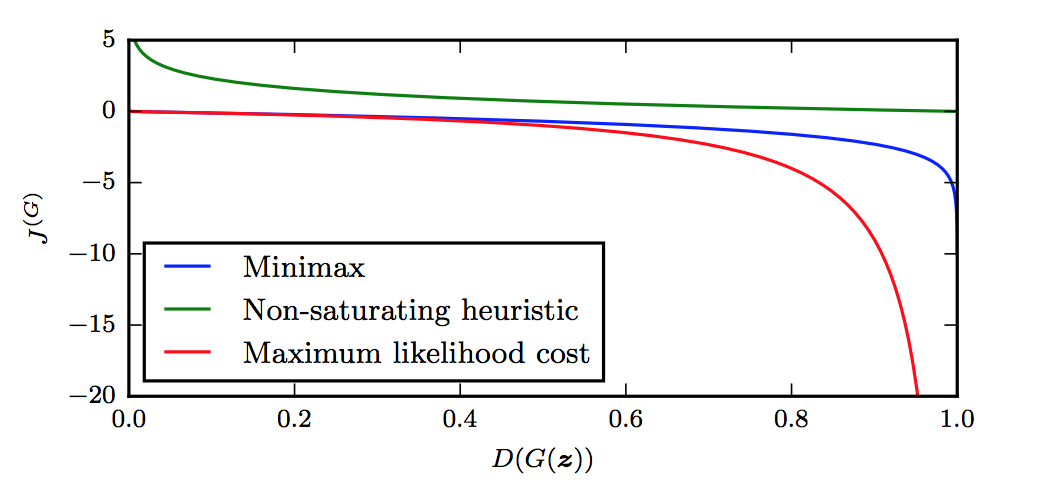 5
0
−5
−10
−15
−20
J^(G)
Minimax
Non-saturating heuristic
Maximum likelihood cost
0.0 0.2 0.4 0.6 0.8 1.0
D(G(z))